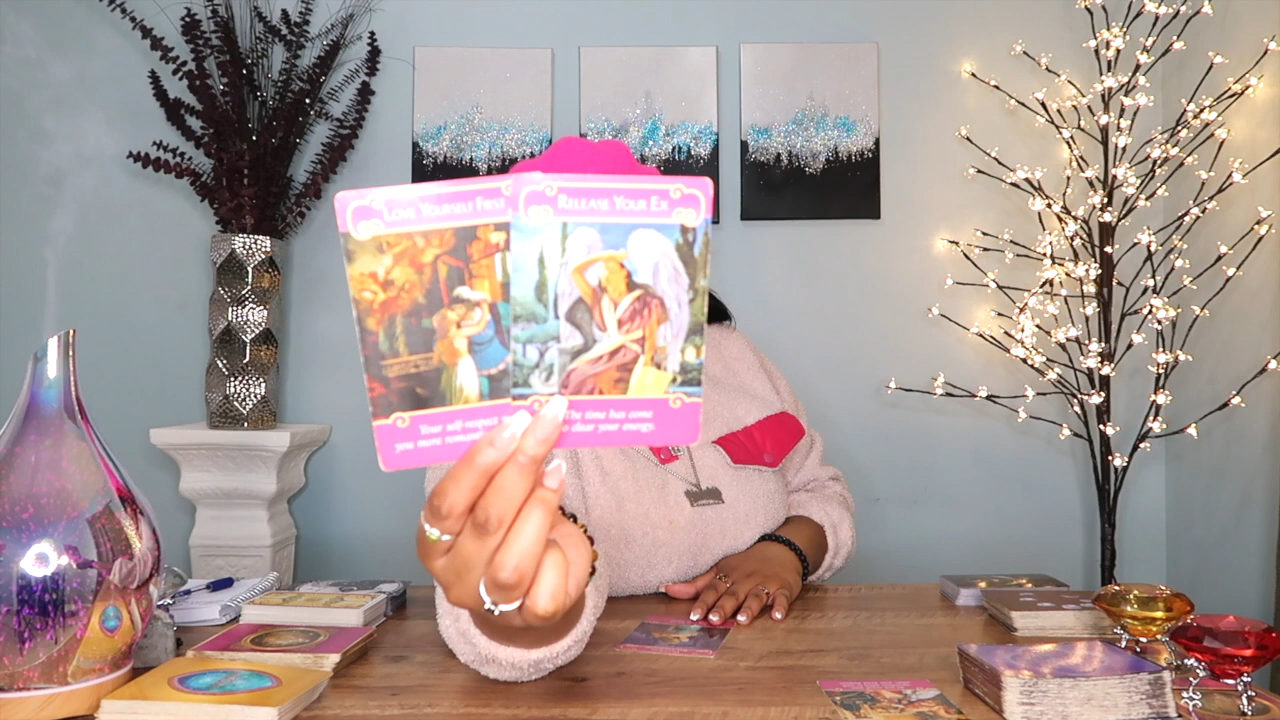 LOVE YOURSELF FIRST
Your self-respect
you more
RELEASE YOUR EX
The time has come
to clear your energy.